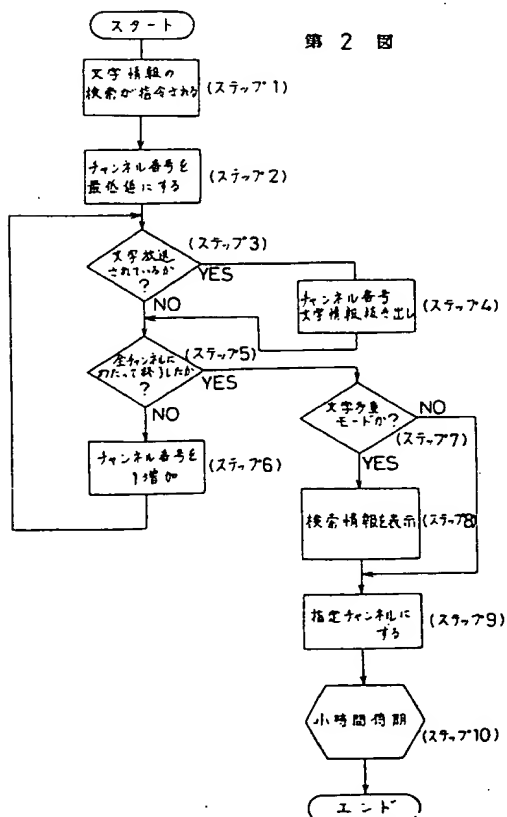 第 2 図
スタート
文字情報の
検索が指令される
(ステップ1)
チャンネル番号を
最低値にする
(ステップ2)
文字放送
されているか
?
(ステップ3)
YES
NO
チャンネル番号
文字情報抜き出し
(ステップ4)
全チャンネルに
わたって終了したか
?
(ステップ5)
YES
NO
チャンネル番号を
1増加
(ステップ6)
文字多重
モードか?
(ステップ7)
NO
YES
検索情報を表示
(ステップ8)
指定チャンネルに
する
(ステップ9)
小時間待期
(ステップ10)
エンド